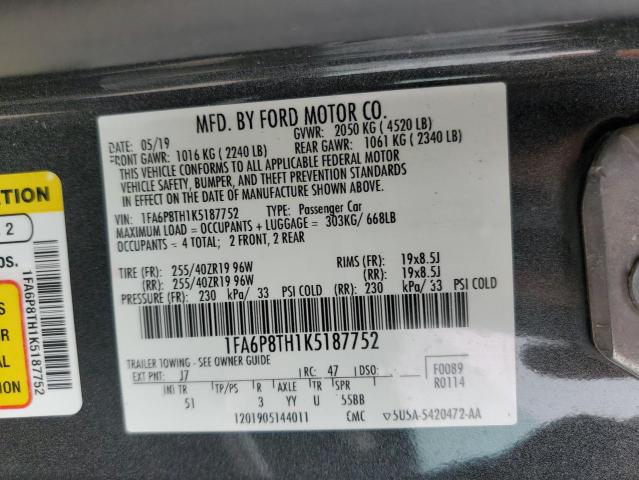 MFD. BY FORD MOTOR CO.
DATE: 05/19 GVWR: 2050 KG ( 4520 LB)
FRONT GAWR: 1016 KG ( 2240 LB) REAR GAWR: 1061 KG ( 2340 LB)
THIS VEHICLE CONFORMS TO ALL APPLICABLE FEDERAL MOTOR
VEHICLE SAFETY, BUMPER, AND THEFT PREVENTION STANDARDS
IN EFFECT ON THE DATE OF MANUFACTURE SHOWN ABOVE.
VIN: 1FA6P8TH1K5187752 TYPE: Passenger Car
MAXIMUM LOAD = OCCUPANTS + LUGGAGE = 303KG/ 668LB
OCCUPANTS = 4 TOTAL; 2 FRONT, 2 REAR
TIRE (FR): 255/40ZR19 96W RIMS (FR): 19x8.5J
(RR): 255/40ZR19 96W (RR): 19x8.5J
PRESSURE (FR): 230 kPa/ 33 PSI COLD (RR): 230 kPa/ 33 PSI COLD
1FA6P8TH1K5187752
TRAILER TOWING - SEE OWNER GUIDE
EXT PNT: J7 RC: 47 DSO: F0089
INT TR TP/PS R AXLE TR SPR R0114
51 3 YY U 55BB
1201905144011 CMC ▽5U5A-5420472-AA
2
1FA6P8TH1K5187752